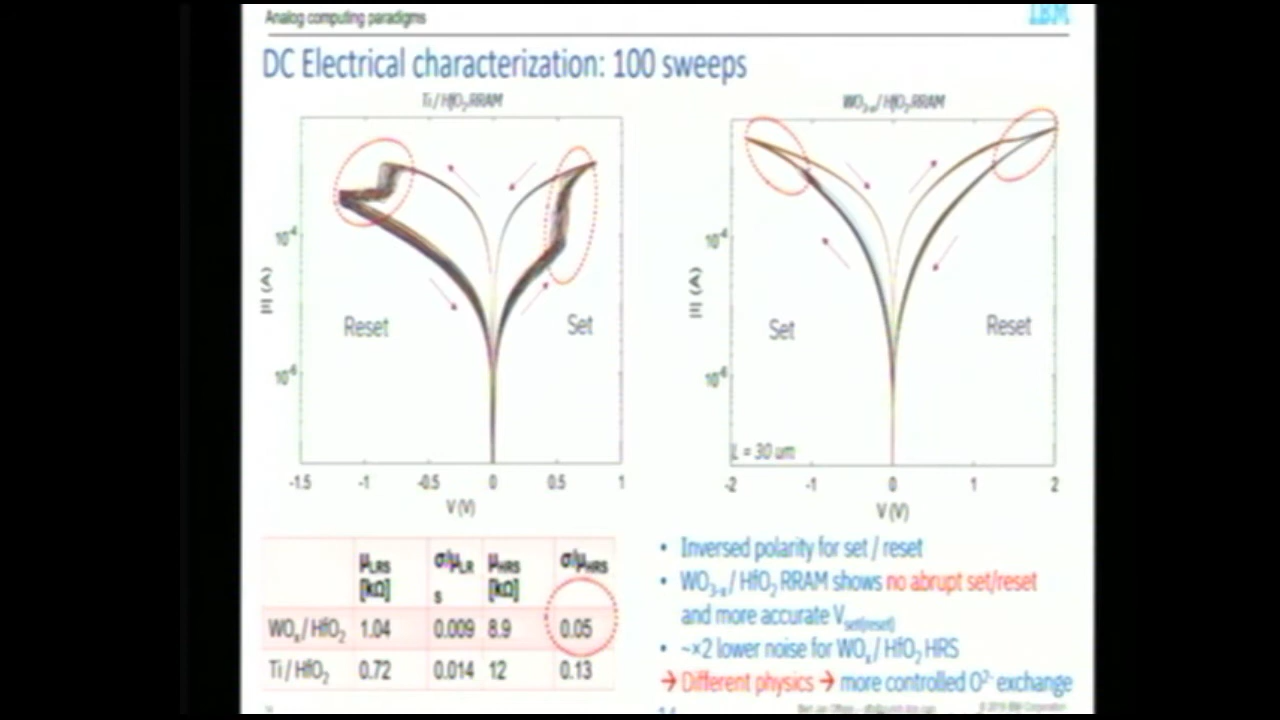 Analog computing paradigms
IBM
DC Electrical characterization: 100 sweeps
Ti / HfO₂ RRAM
WO₃₋ₓ / HfO₂ RRAM
10⁻⁴
10⁻⁶
|I| (A)
Reset
Set
-1.5
-1
-0.5
0
0.5
1
V (V)
10⁻⁴
10⁻⁶
|I| (A)
Set
Reset
L = 30 um
-2
-1
0
1
2
V (V)
μLRS [kΩ] σ/μLRS μHRS [kΩ] σ/μHRS
WOₓ / HfO₂ 1.04 0.009 8.9 0.05
Ti / HfO₂ 0.72 0.014 12 0.13
• Inversed polarity for set / reset
• WO₃₋ₓ / HfO₂ RRAM shows no abrupt set/reset
and more accurate Vset(reset)
• ~×2 lower noise for WOₓ / HfO₂ HRS
→ Different physics → more controlled O²⁻ exchange
14
© 2019 IBM Corporation